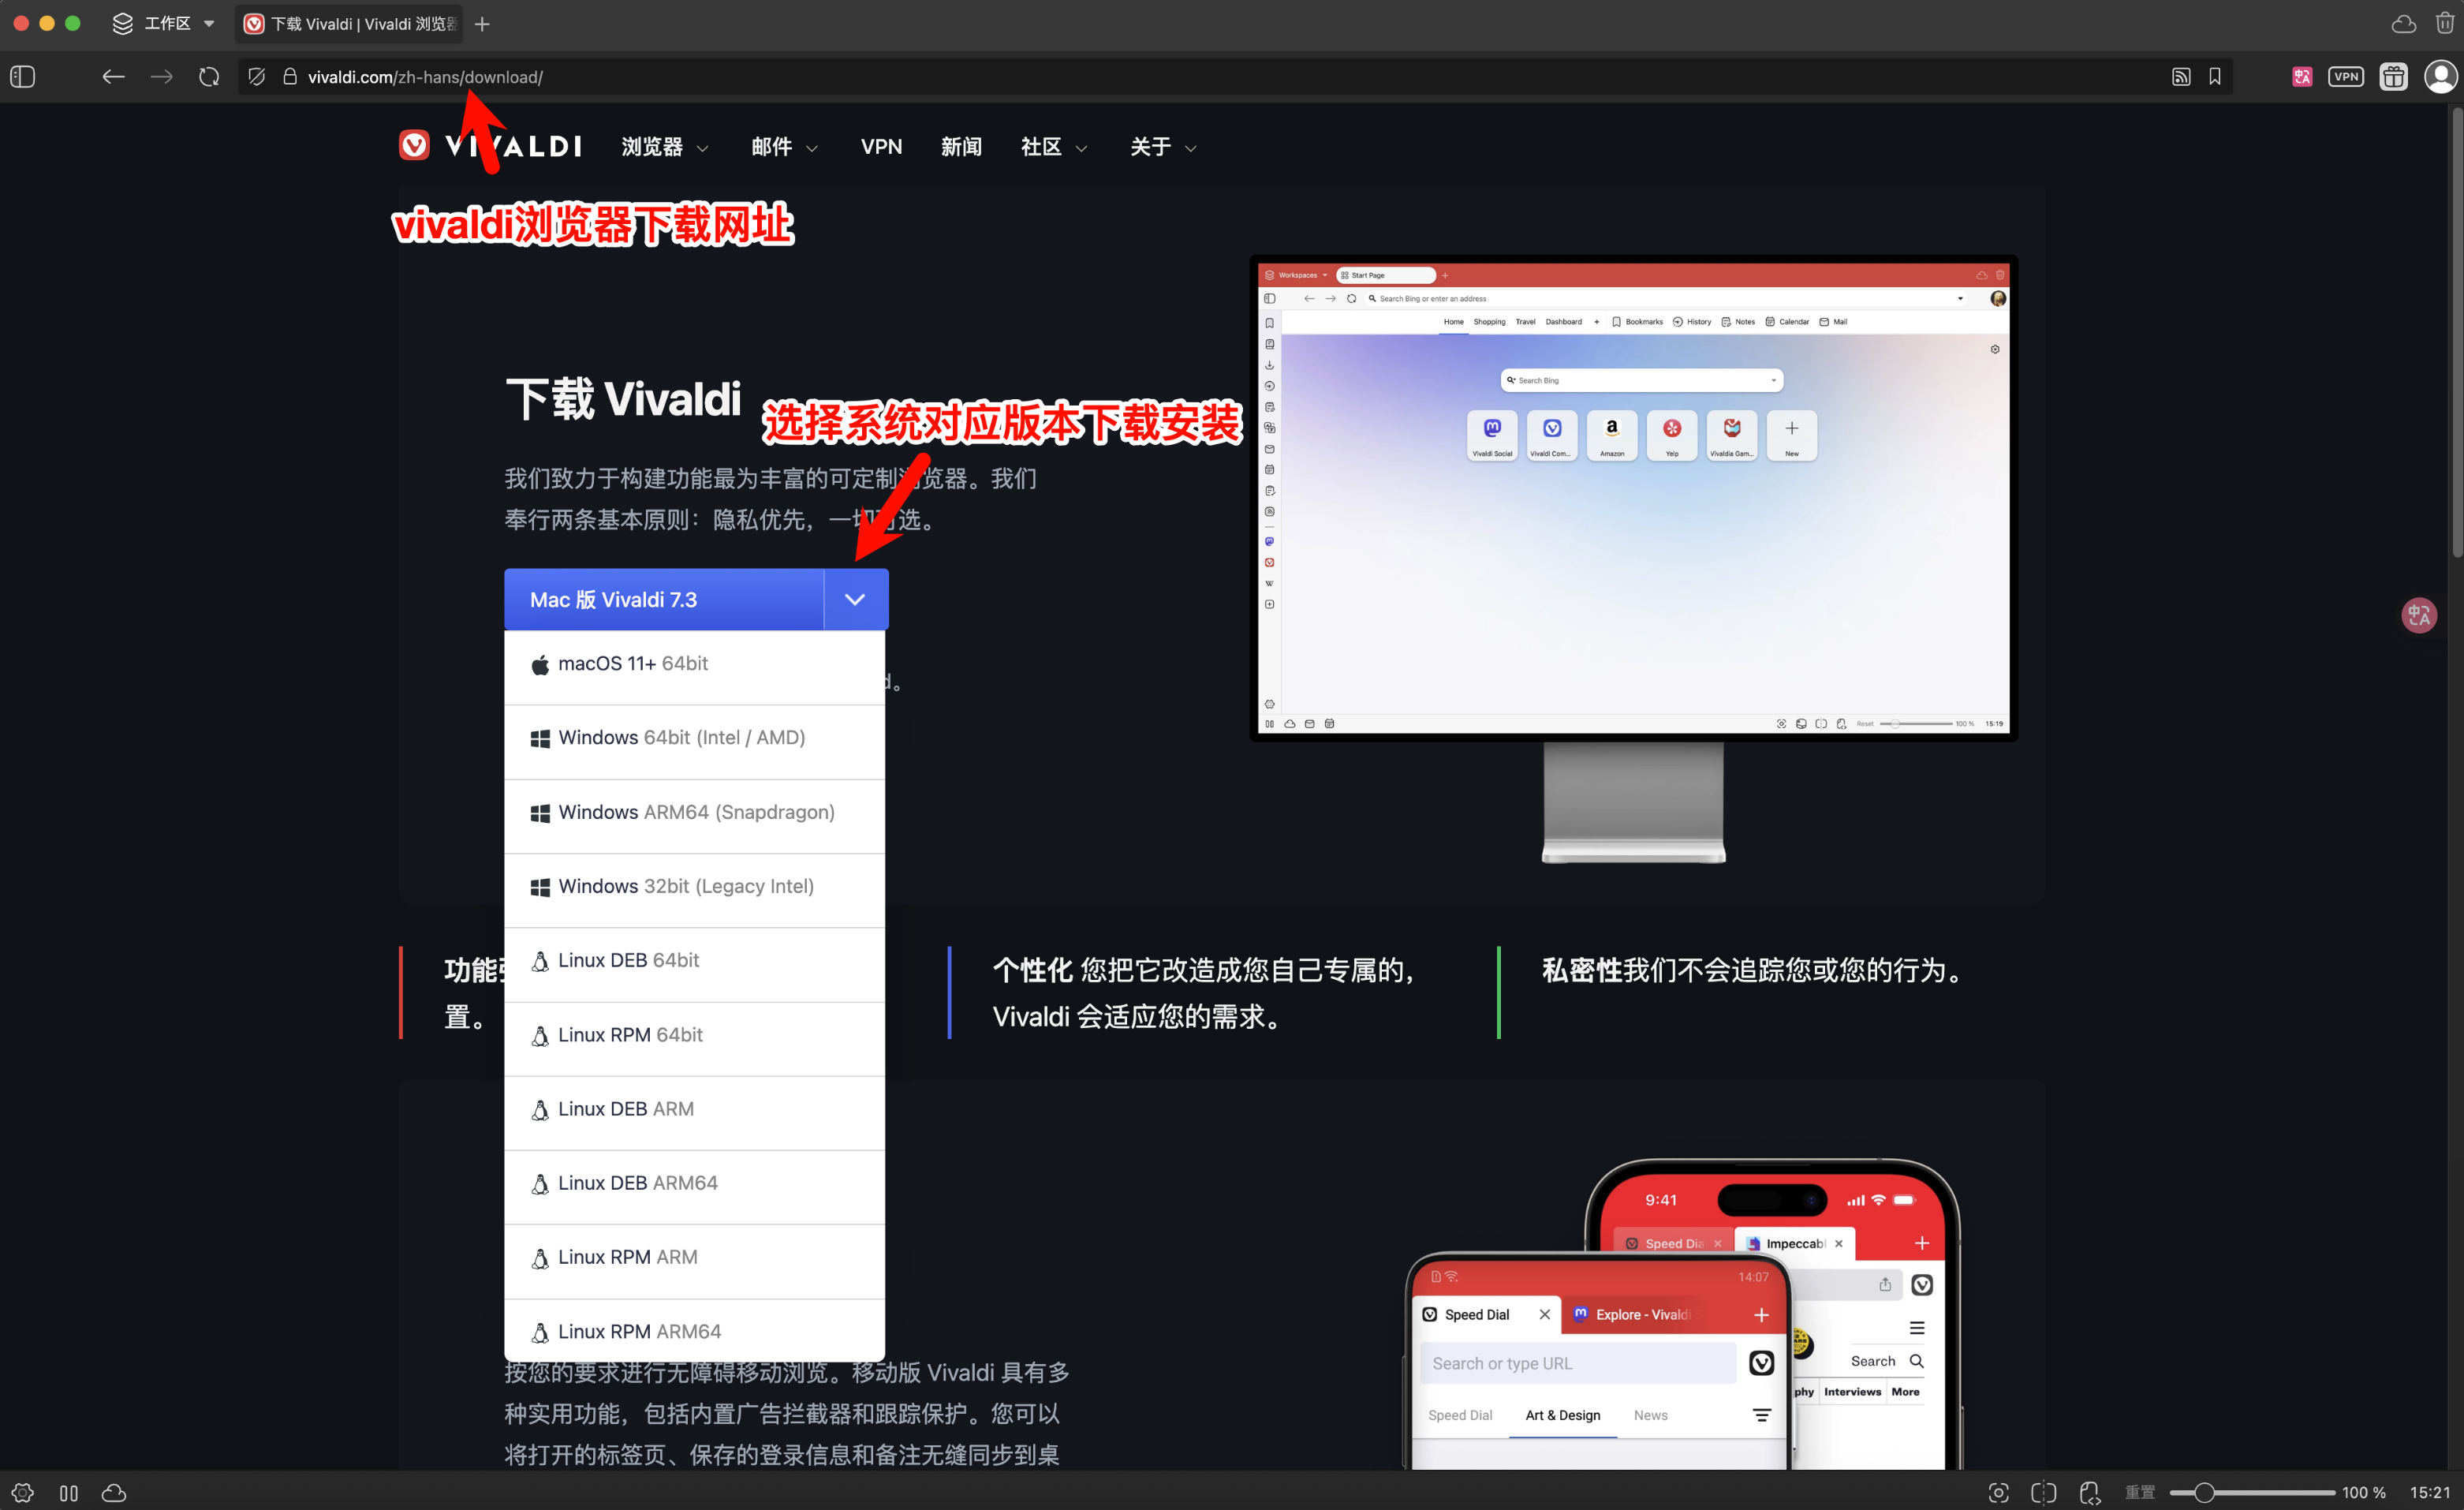 工作区
下载 Vivaldi | Vivaldi 浏览器
vivaldi.com/zh-hans/download/
VPN
VIVALDI
浏览器
邮件
VPN
新闻
社区
关于
vivaldi浏览器下载网址
下载 Vivaldi
选择系统对应版本下载安装
我们致力于构建功能最为丰富的可定制浏览器。我们
奉行两条基本原则：隐私优先，一切可选。
Mac 版 Vivaldi 7.3
macOS 11+ 64bit
d。
Windows 64bit (Intel / AMD)
Windows ARM64 (Snapdragon)
Windows 32bit (Legacy Intel)
Linux DEB 64bit
Linux RPM 64bit
Linux DEB ARM
Linux DEB ARM64
Linux RPM ARM
Linux RPM ARM64
Workspaces
Start Page
Search Bing or enter an address
Home Shopping Travel Dashboard Bookmarks History Notes Calendar Mail
Search Bing
Vivaldi Social
Vivaldi Com...
Amazon
Yelp
Vivaldia Gam...
New
Reset 100 % 15:19
功能
置。
个性化 您把它改造成您自己专属的，
Vivaldi 会适应您的需求。
私密性我们不会追踪您或您的行为。
按您的要求进行无障碍移动浏览。移动版 Vivaldi 具有多
种实用功能，包括内置广告拦截器和跟踪保护。您可以
将打开的标签页、保存的登录信息和备注无缝同步到桌
9:41
Speed Dia
Impeccabl
Search
phy Interviews More
14:07
Speed Dial
Explore - Vivaldi
Search or type URL
Speed Dial Art & Design News
重置 100 % 15:21